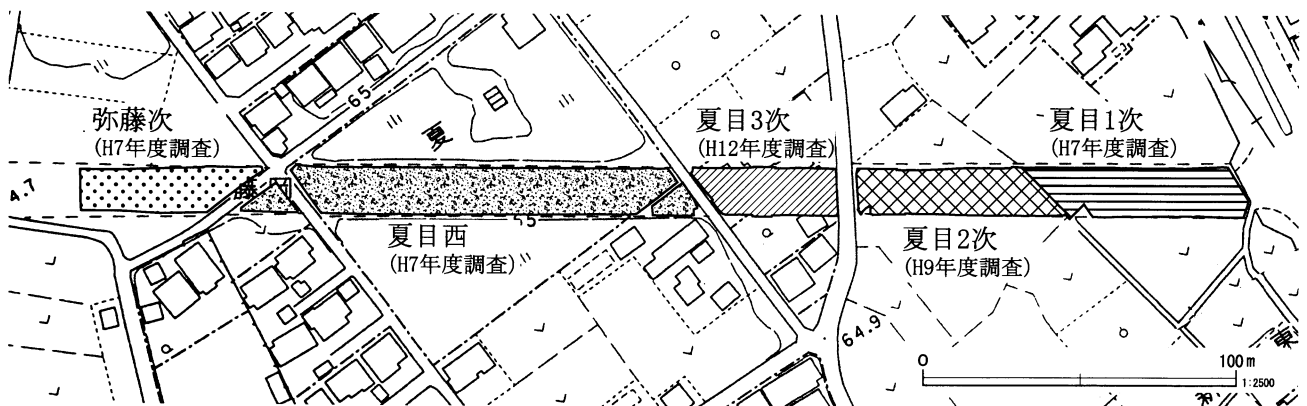 弥藤次
(H7年度調査)
夏目西
(H7年度調査)
夏目3次
(H12年度調査)
夏目2次
(H9年度調査)
夏目1次
(H7年度調査)
65
夏
4.7
藤
64.9
東
0
100m
1:2500